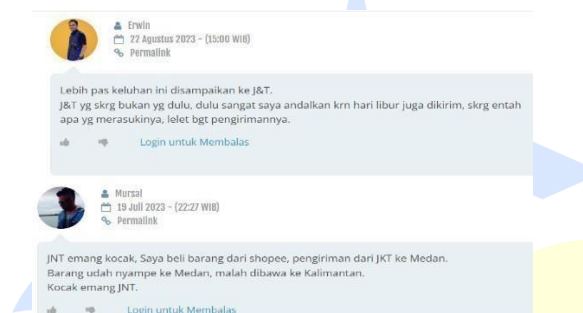 Erwin
22 Agustus 2023 - (15:00 WIB)
Permalink
Lebih pas keluhan ini disampaikan ke J&T.
J&T yg skrg bukan yg dulu, dulu sangat saya andalkan krn hari libur juga dikirim, skrg entah
apa yg merasukinya, lelet bgt pengirimannya.
Login untuk Membalas
Mursal
19 Juli 2023 - (22:27 WIB)
Permalink
JNT emang kocak, Saya beli barang dari shopee, pengiriman dari JKT ke Medan.
Barang udah nyampe ke Medan, malah dibawa ke Kalimantan.
Kocak emang JNT.
Login untuk Membalas